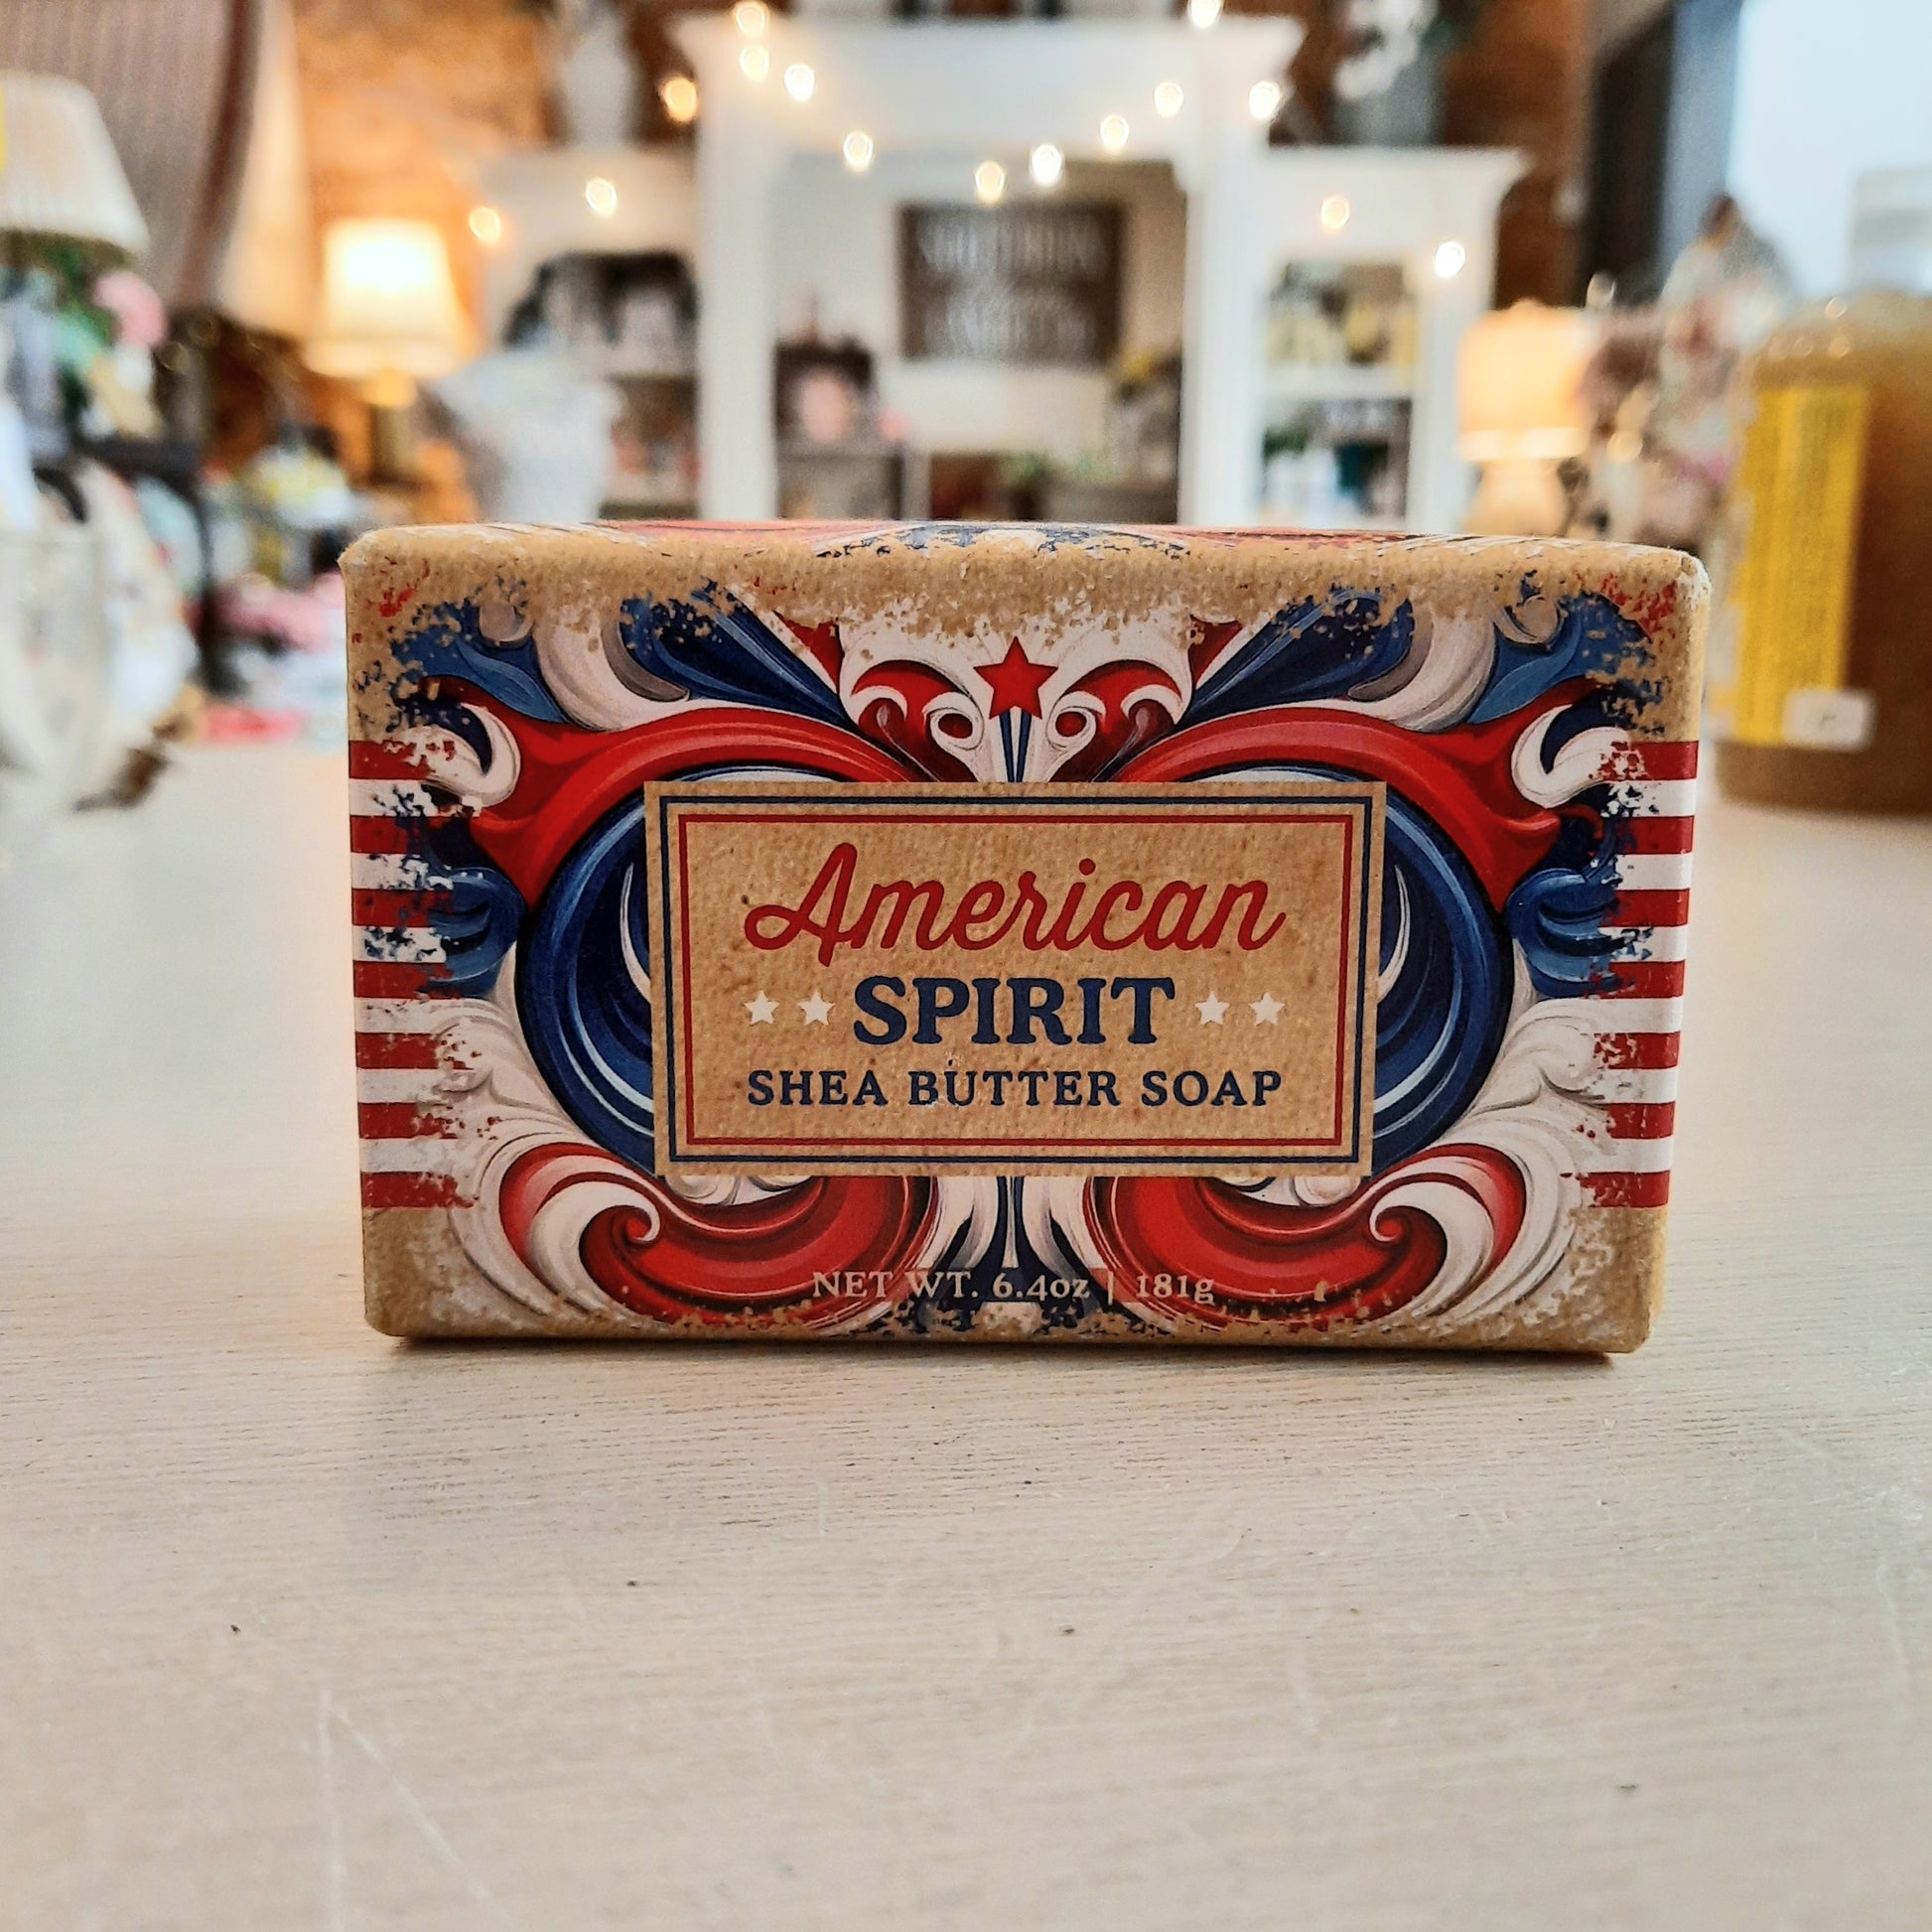 American
SPIRIT
SHEA BUTTER SOAP
NET WT. 6.4oz | 181g